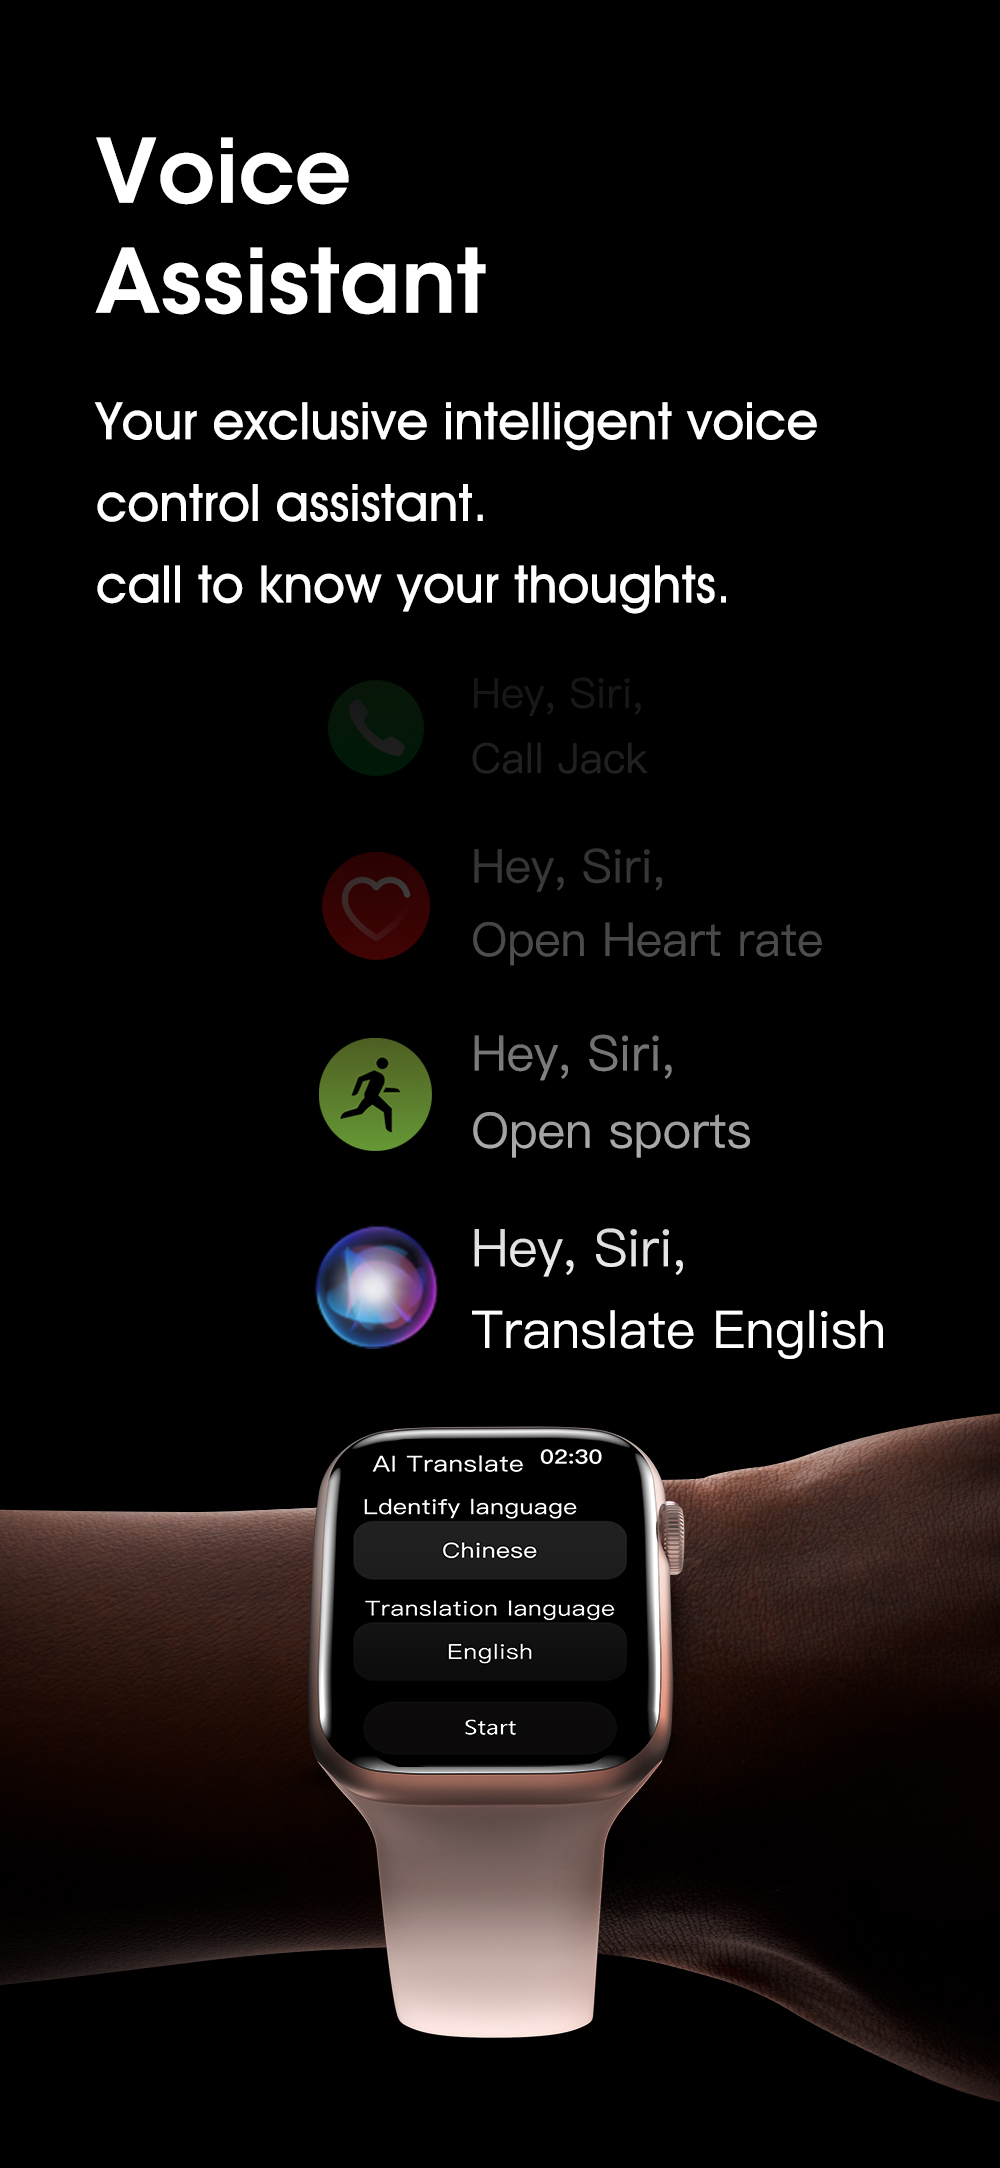 Voice
Assistant
Your exclusive intelligent voice
control assistant.
call to know your thoughts.
Hey, Siri,
Call Jack
Hey, Siri,
Open Heart rate
Hey, Siri,
Open sports
Hey, Siri,
Translate English
AI Translate 02:30
Ldentify language
Chinese
Translation language
English
Start